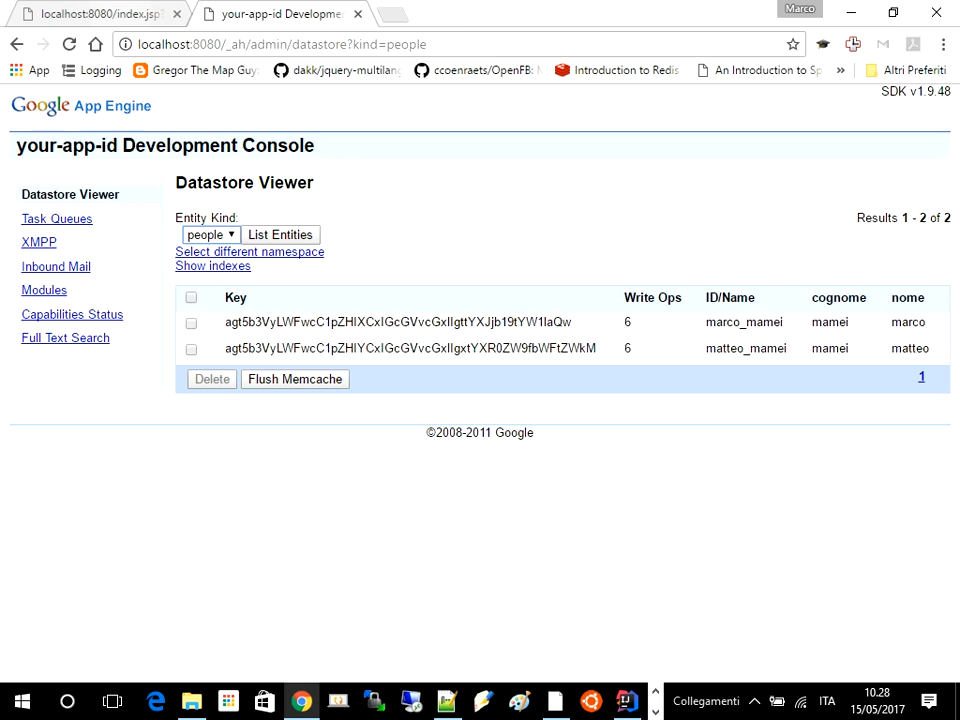 localhost:8080/index.jsp?
your-app-id Developme
Marco
localhost:8080/_ah/admin/datastore?kind=people
App
Logging
Gregor The Map Guy
dakk/jquery-multilang
ccoenraets/OpenFB:
Introduction to Redis
An Introduction to Sp
»
Altri Preferiti
SDK v1.9.48
Google App Engine
your-app-id Development Console
Datastore Viewer
Task Queues
XMPP
Inbound Mail
Modules
Capabilities Status
Full Text Search
Datastore Viewer
Entity Kind:
Results 1 - 2 of 2
people ▼ List Entities
Select different namespace
Show indexes
Key Write Ops ID/Name cognome nome
6 marco_mamei mamei marco
6 matteo_mamei mamei matteo
Delete Flush Memcache 1
©2008-2011 Google
Collegamenti
ITA
10.28
15/05/2017